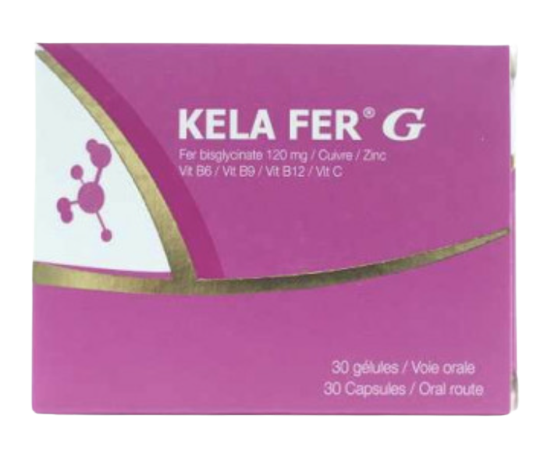 KELA FER® G
Fer bisglycinate 120 mg / Cuivre / Zinc
Vit B6 / Vit B9 / Vit B12 / Vit C
30 gélules / Voie orale
30 Capsules / Oral route